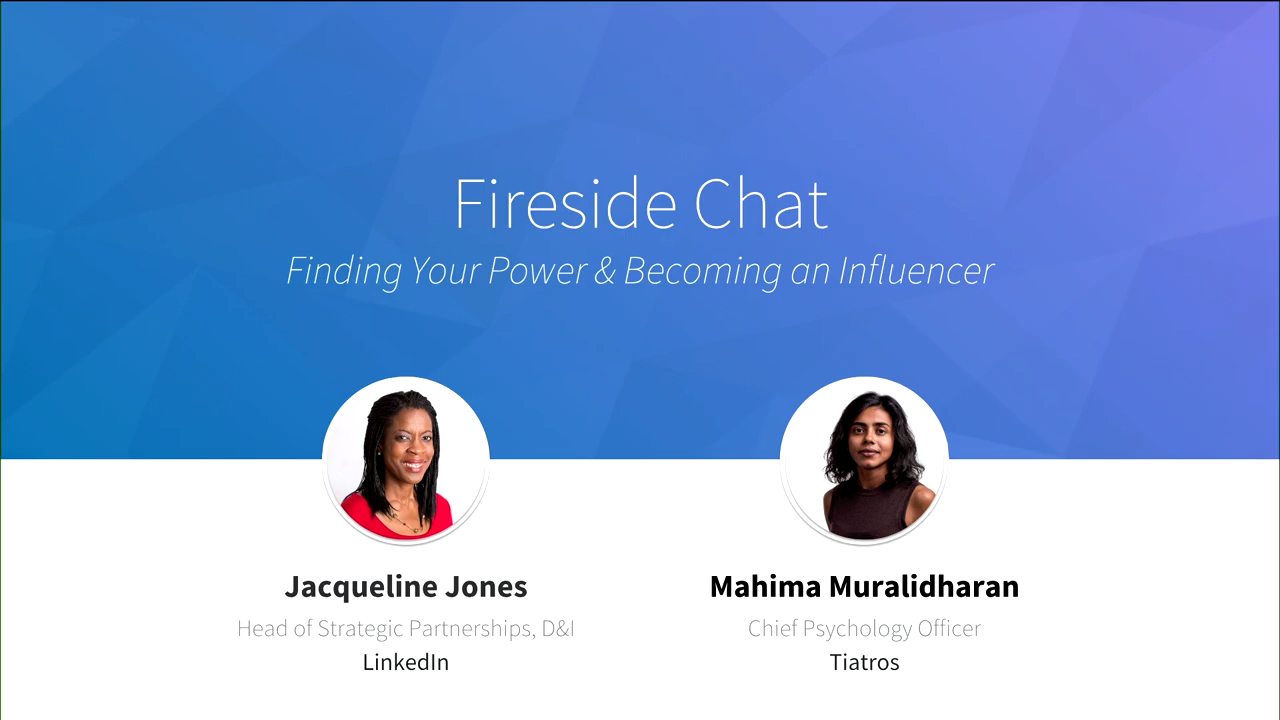 Fireside Chat
Finding Your Power & Becoming an Influencer
Jacqueline Jones
Mahima Muralidharan
Head of Strategic Partnerships, D&I
Chief Psychology Officer
LinkedIn
Tiatros